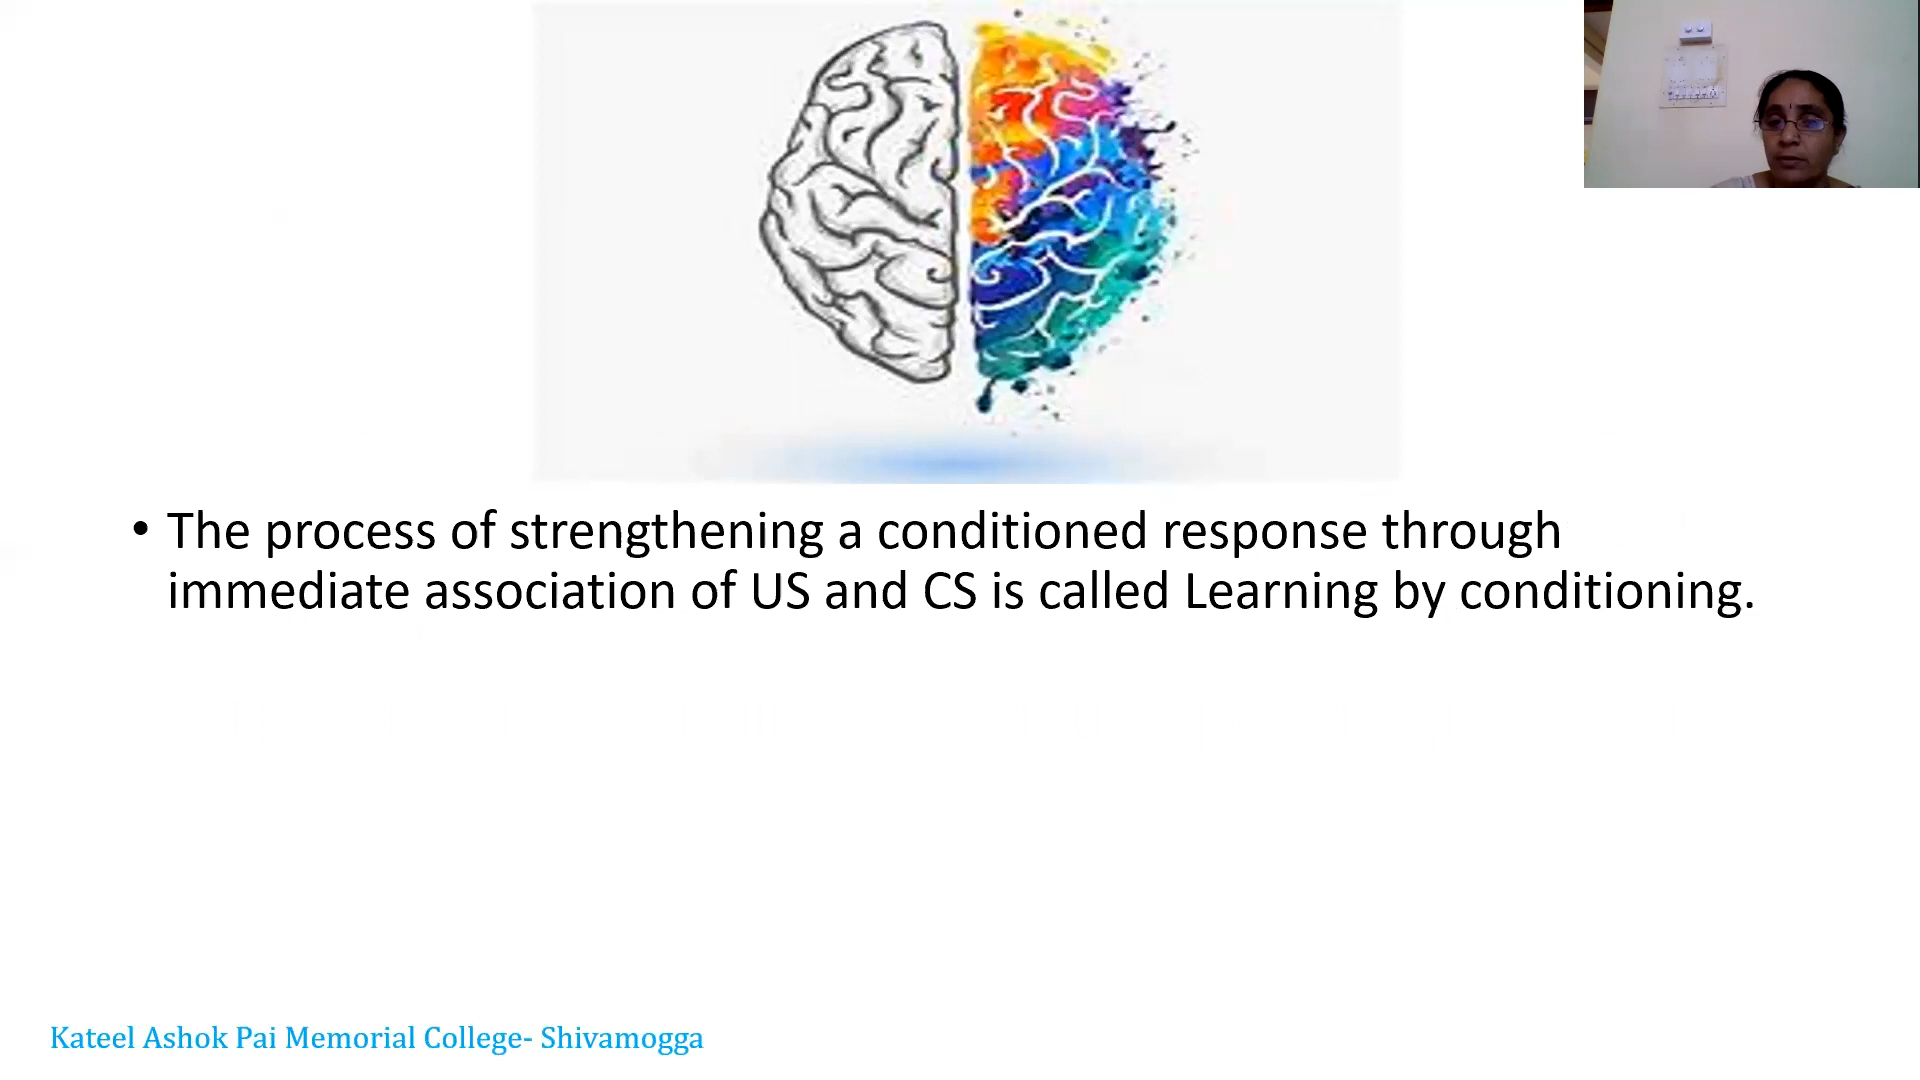 • The process of strengthening a conditioned response through
immediate association of US and CS is called Learning by conditioning.
Kateel Ashok Pai Memorial College- Shivamogga